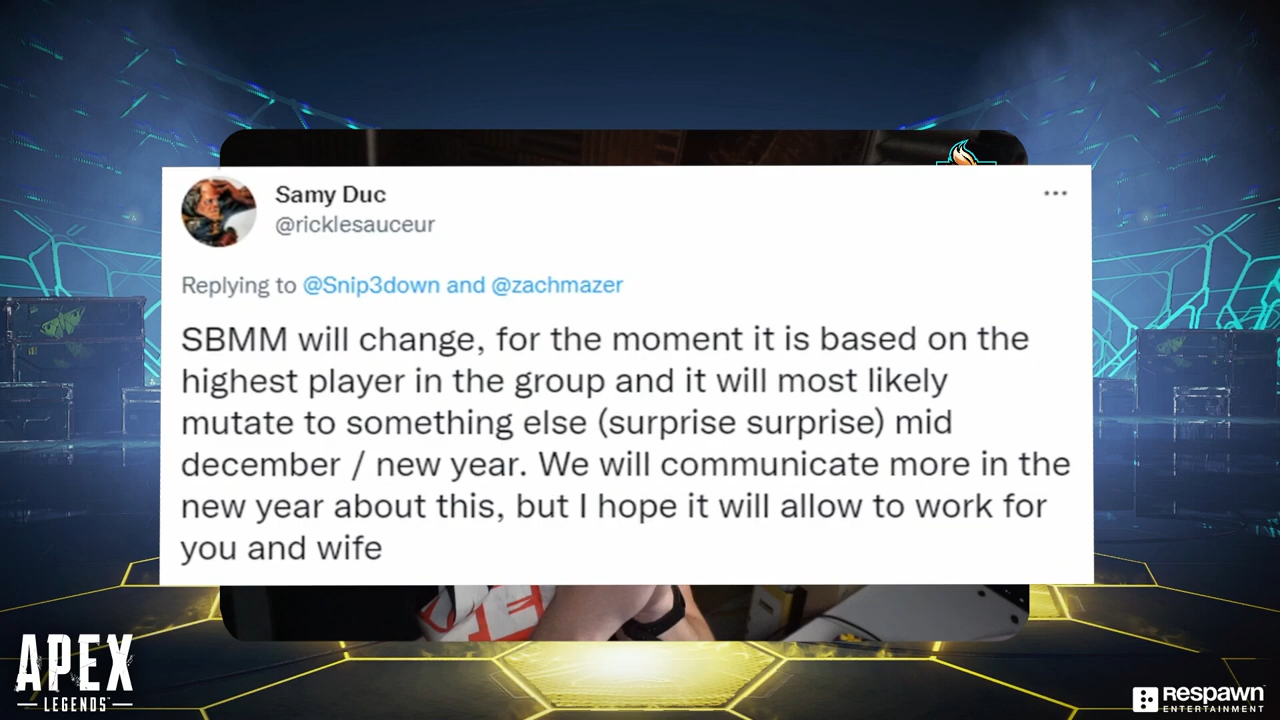 Samy Duc
@ricklesauceur
Replying to @Snip3down and @zachmazer
SBMM will change, for the moment it is based on the
highest player in the group and it will most likely
mutate to something else (surprise surprise) mid
december / new year. We will communicate more in the
new year about this, but I hope it will allow to work for
you and wife
APEX
LEGENDS
Respawn
ENTERTAINMENT